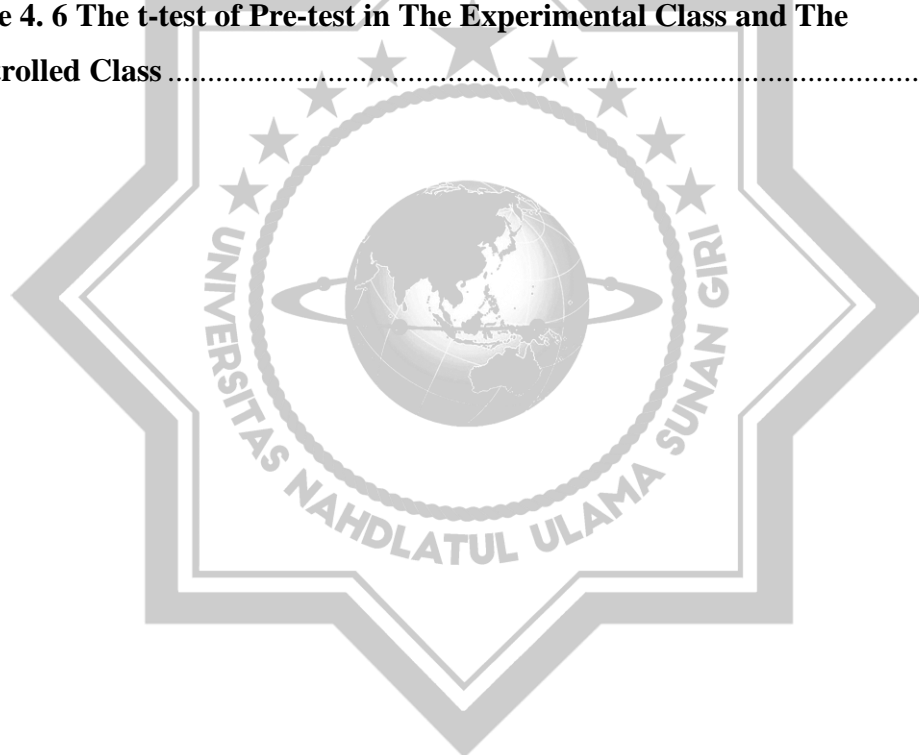 e 4. 6 The t-test of Pre-test in The Experimental Class and The
trolled Class ................................................................................................
UNIVERSITAS NAHDLATUL ULAMA SUNAN GIRI